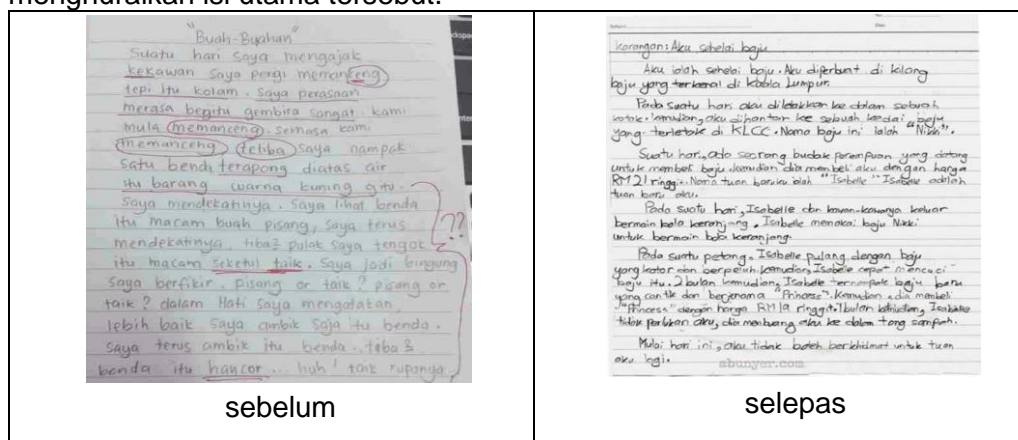 menghuraikan isi utama tersebut.
"Buah-Buahan"
Suatu hari saya mengajak
kekawan saya pergi memanceng
tepi itu kolam. Saya perasaan
merasa begitu gembira sangat. kami
mula memanceng. semasa kami
memanceng tetiba saya nampak
satu benda terapong diatas air
itu barang warna kuning gitu.
saya mendekatinya. saya lihat benda
itu macam buah pisang, saya terus
mendekatinya, tiba2 pulak saya tengok
itu macam seketul taik. Saya jadi bingung
saya berfikir. pisang or taik? pisang or
taik? dalam Hati saya mengatakan,
lebih baik saya ambik saja itu benda.
saya terus ambik itu benda.. teba2
benda itu hancor... huh! taik rupanya.
??
sebelum
Karangan: Aku sehelai baju
Aku ialah sehelai baju. Aku diperbuat di kilang
baju yang terkenal di Kuala Lumpur.
Pada suatu hari aku diletakkan ke dalam sebuah
kotak. kemudian, aku dihantar ke sebuah kedai baju
yang terletak di KLCC. Nama baju ini ialah "Nikki".
Suatu hari, ada seorang budak perempuan yang datang
untuk membeli baju. kemudian dia membeli aku dengan harga
RM21 ringgit. Nama tuan baruku ialah "Isabelle" Isabelle adalah
tuan baru aku.
Pada suatu hari, Isabelle dan kawan-kawanya keluar
bermain bola keranjang. Isabelle memakai baju Nikki
untuk bermain bola keranjang.
Pada suatu petang, Isabelle pulang dengan baju
yang kotor dan berpeluh. kemudian, Isabelle cepat mencuci
baju itu. 2 bulan kemudian, Isabelle ternampak baju baru
yang cantik dan berjenama "Princess". Kemudian, dia membeli
"Princess" dengan harga RM19 ringgit. 1 bulan kemudian, Isabelle
tidak perlukan aku, dia membuang aku ke dalam tong sampah.
Mulai hari ini, aku tidak boleh berkhidmat untuk tuan
aku lagi.
abunyer.com
selepas